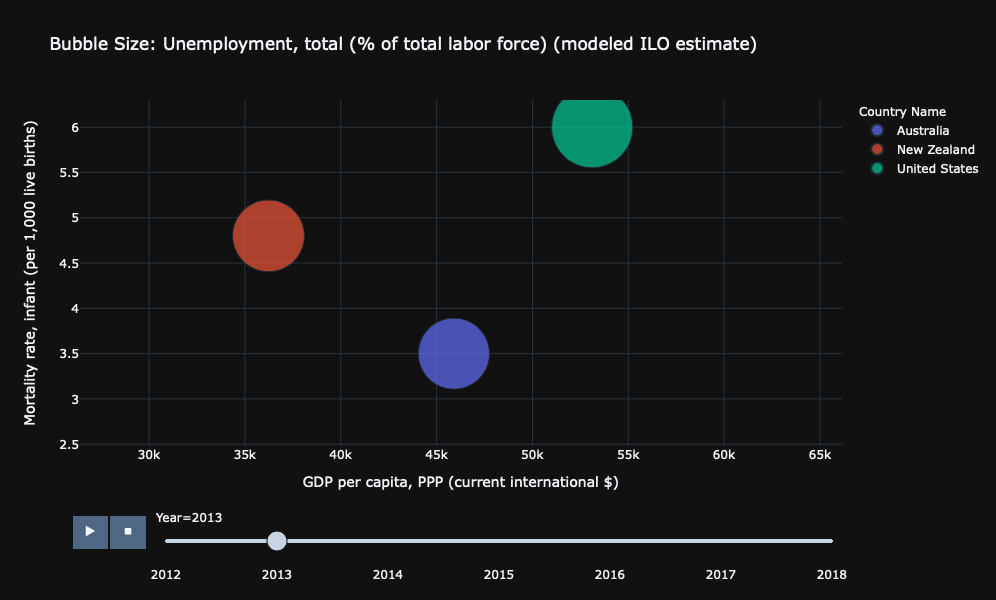 Bubble Size: Unemployment, total (% of total labor force) (modeled ILO estimate)
Country Name
Australia
New Zealand
United States
Mortality rate, infant (per 1,000 live births)
6
5.5
5
4.5
4
3.5
3
2.5
30k 35k 40k 45k 50k 55k 60k 65k
GDP per capita, PPP (current international $)
Year=2013
2012 2013 2014 2015 2016 2017 2018